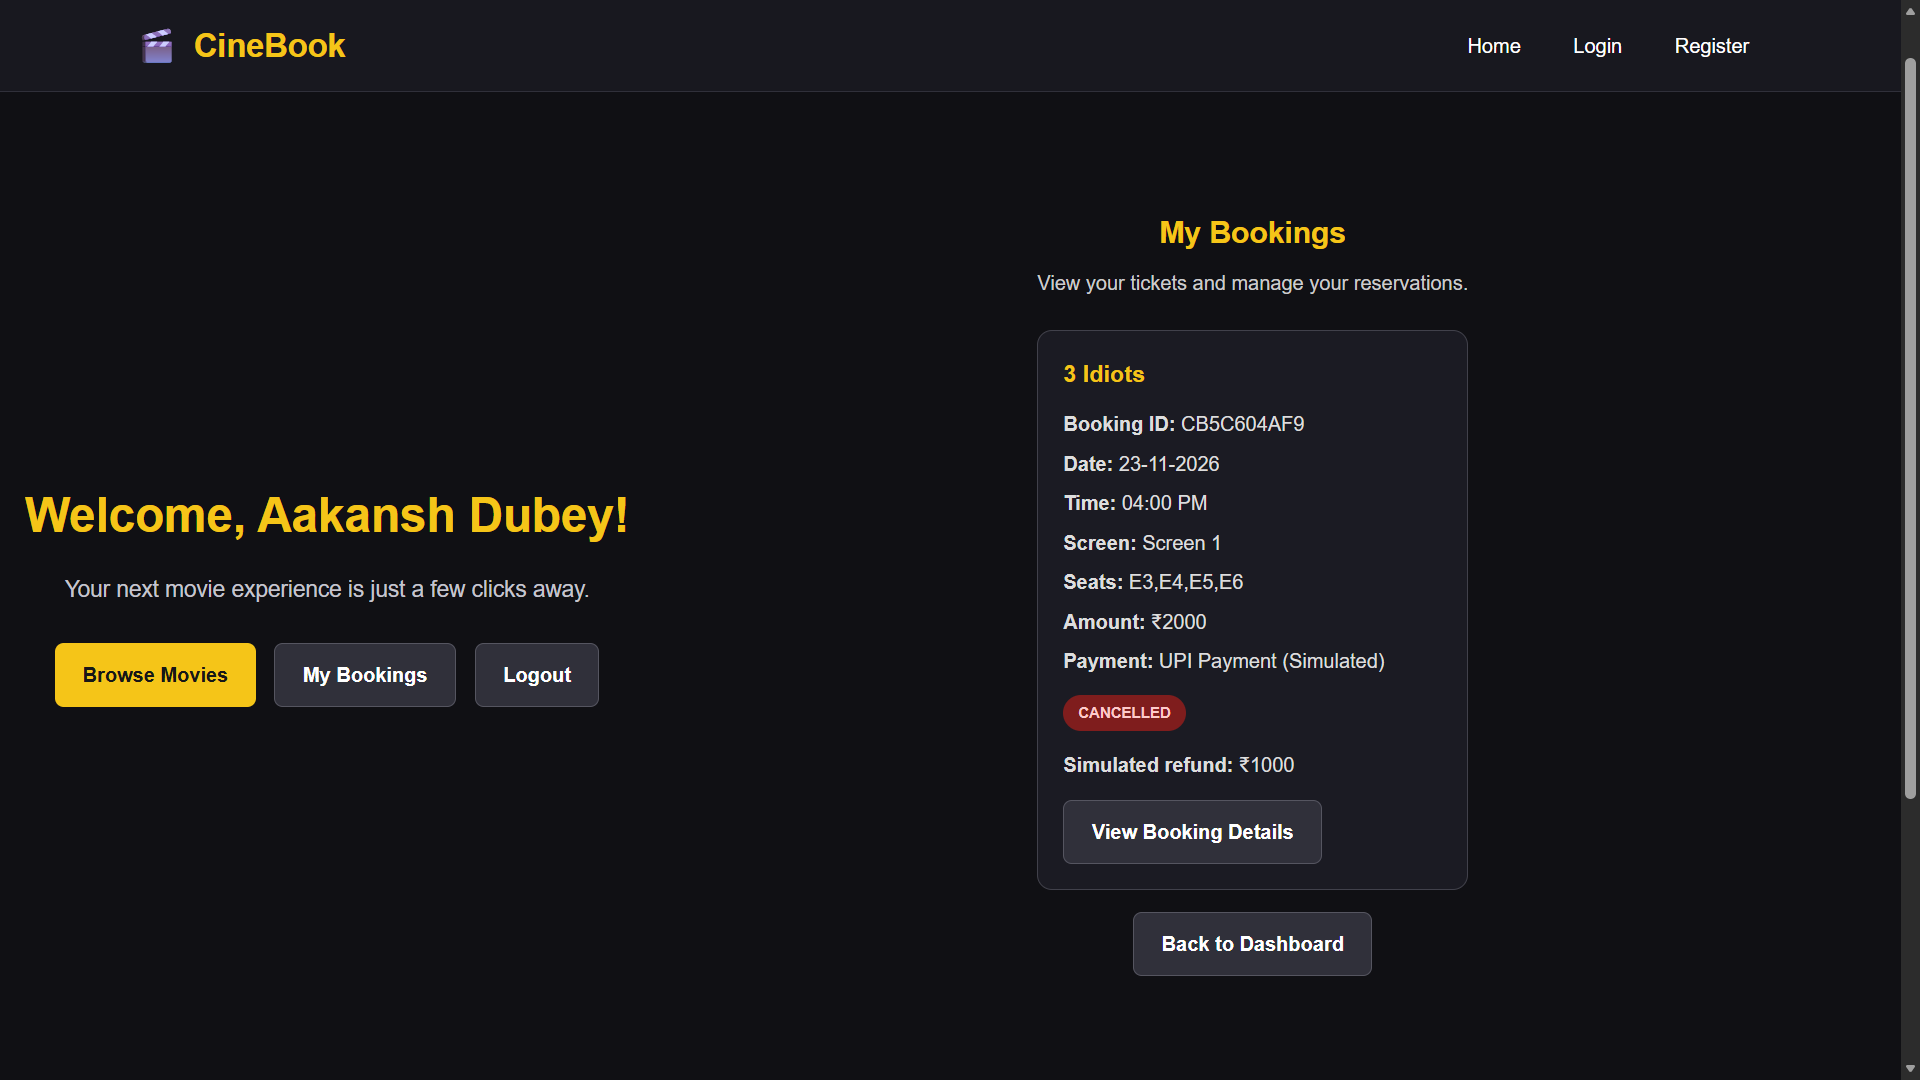 CineBook
Home
Login
Register
Welcome, Aakansh Dubey!
Your next movie experience is just a few clicks away.
Browse Movies
My Bookings
Logout
My Bookings
View your tickets and manage your reservations.
3 Idiots
Booking ID: CB5C604AF9
Date: 23-11-2026
Time: 04:00 PM
Screen: Screen 1
Seats: E3,E4,E5,E6
Amount: ₹2000
Payment: UPI Payment (Simulated)
CANCELLED
Simulated refund: ₹1000
View Booking Details
Back to Dashboard